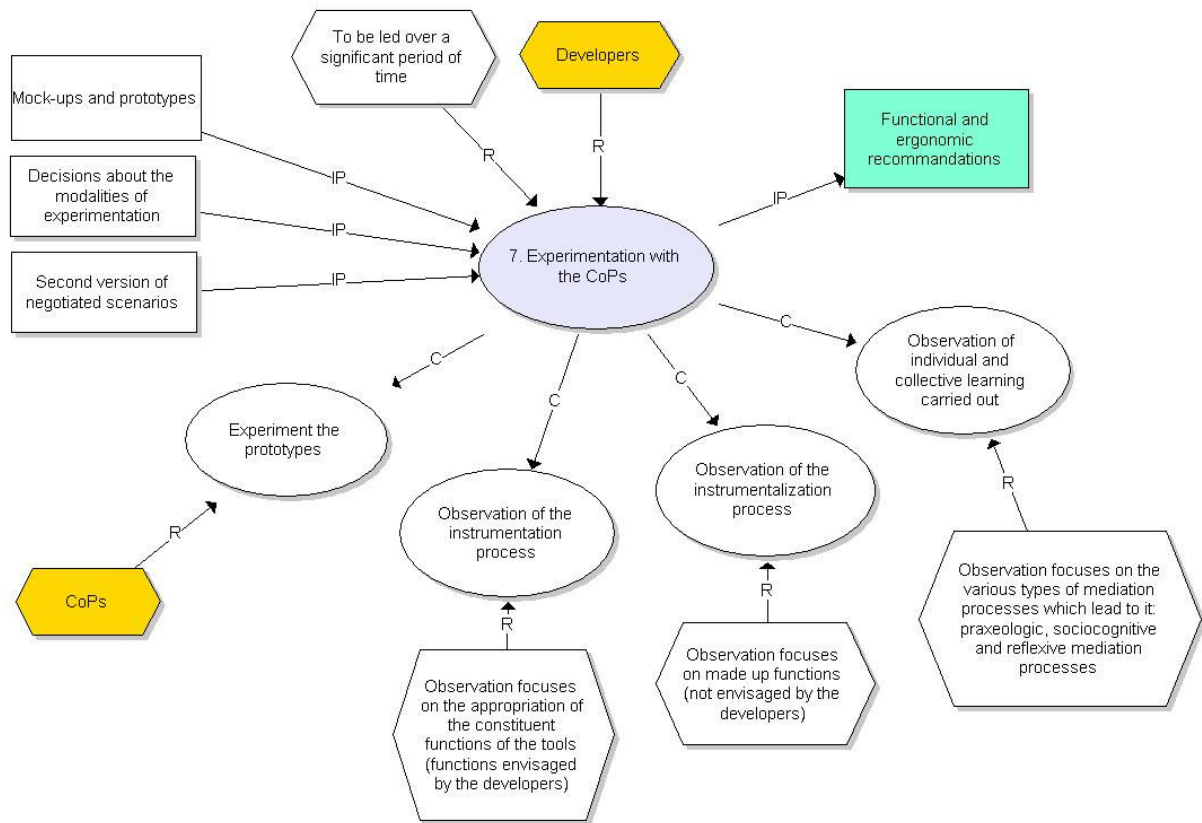 To be led over a
significant period of
time
Developers
Mock-ups and prototypes
Functional and
ergonomic
recommandations
R
R
Decisions about the
modalities of
experimentation
IP
IP
IP
7. Experimentation with
the CoPs
Second version of
negotiated scenarios
IP
C
Observation of
individual and
collective learning
carried out
C
C
C
Experiment the
prototypes
Observation of the
instrumentalization
process
Observation of the
instrumentation
process
R
R
CoPs
R
R
Observation focuses on the
various types of mediation
processes which lead to it:
praxeologic, sociocognitive
and reflexive mediation
processes
Observation focuses
on made up functions
(not envisaged by the
developers)
Observation focuses
on the appropriation of
the constituent
functions of the tools
(functions envisaged
by the developers)